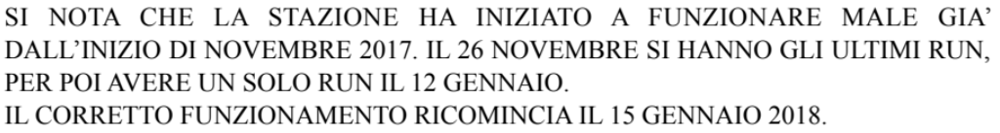 SI NOTA CHE LA STAZIONE HA INIZIATO A FUNZIONARE MALE GIA’
DALL’INIZIO DI NOVEMBRE 2017. IL 26 NOVEMBRE SI HANNO GLI ULTIMI RUN,
PER POI AVERE UN SOLO RUN IL 12 GENNAIO.
IL CORRETTO FUNZIONAMENTO RICOMINCIA IL 15 GENNAIO 2018.